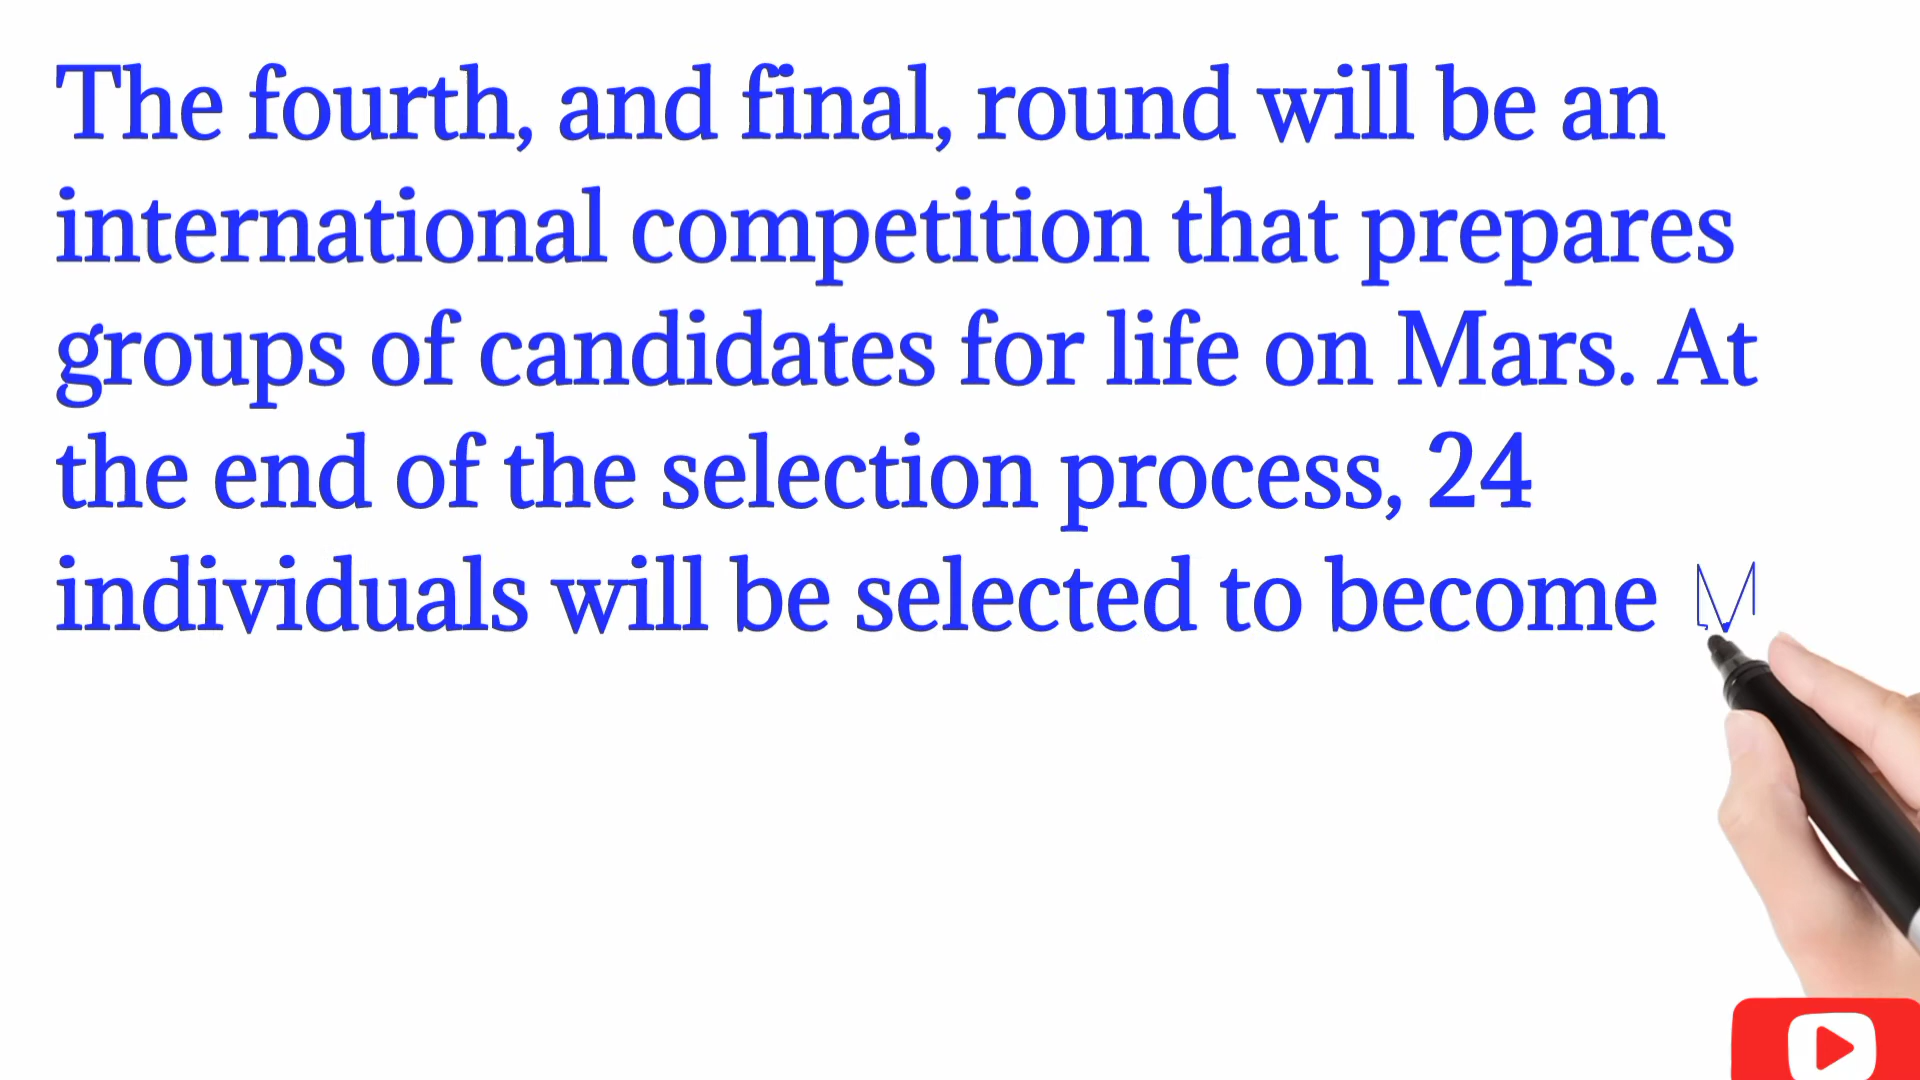 The fourth, and final, round will be an
international competition that prepares
groups of candidates for life on Mars. At
the end of the selection process, 24
individuals will be selected to become M